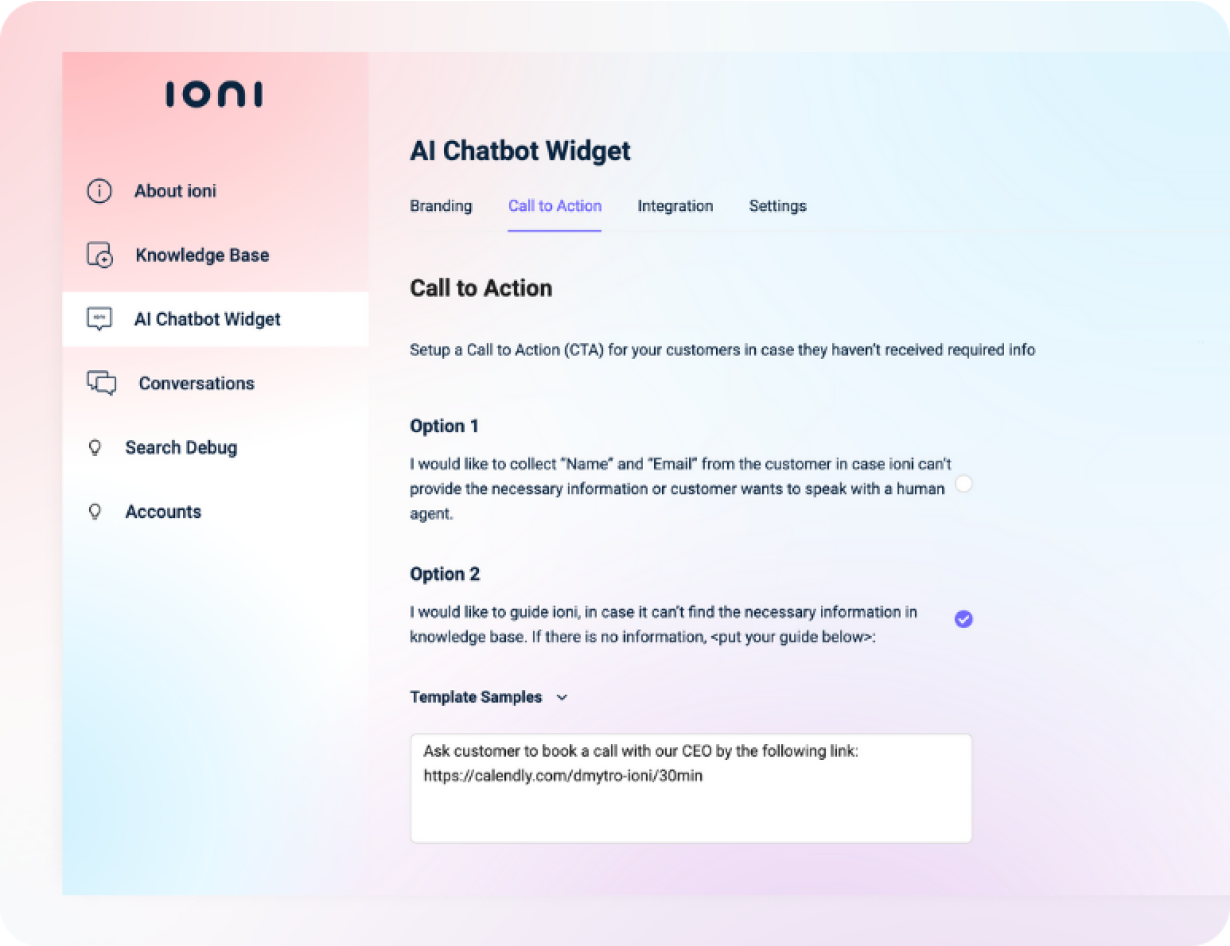 ioni
About ioni
Knowledge Base
AI Chatbot Widget
Conversations
Search Debug
Accounts
AI Chatbot Widget
Branding Call to Action Integration Settings
Call to Action
Setup a Call to Action (CTA) for your customers in case they haven't received required info
Option 1
I would like to collect “Name” and “Email” from the customer in case ioni can't
provide the necessary information or customer wants to speak with a human
agent.
Option 2
I would like to guide ioni, in case it can't find the necessary information in
knowledge base. If there is no information, <put your guide below>:
Template Samples
Ask customer to book a call with our CEO by the following link:
https://calendly.com/dmytro-ioni/30min